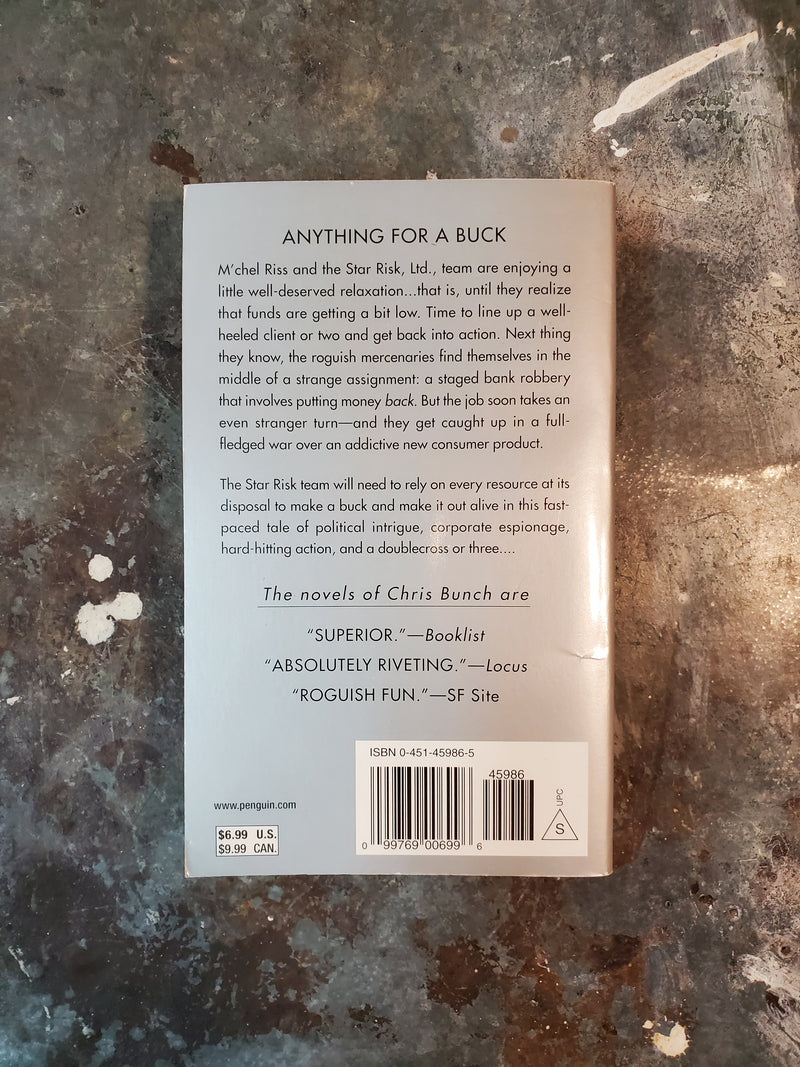 ANYTHING FOR A BUCK
M'chel Riss and the Star Risk, Ltd., team are enjoying a
little well-deserved relaxation...that is, until they realize
that funds are getting a bit low. Time to line up a well-
heeled client or two and get back into action. Next thing
they know, the roguish mercenaries find themselves in the
middle of a strange assignment: a staged bank robbery
that involves putting money back. But the job soon takes an
even stranger turn—and they get caught up in a full-
fledged war over an addictive new consumer product.
The Star Risk team will need to rely on every resource at its
disposal to make a buck and make it out alive in this fast-
paced tale of political intrigue, corporate espionage,
hard-hitting action, and a doublecross or three....
The novels of Chris Bunch are
“SUPERIOR.”—Booklist
“ABSOLUTELY RIVETING.”—Locus
“ROGUISH FUN.”—SF Site
ISBN 0-451-45986-5
45986
UPC
S
0 99769 00699 6
www.penguin.com
$6.99 U.S.
$9.99 CAN.